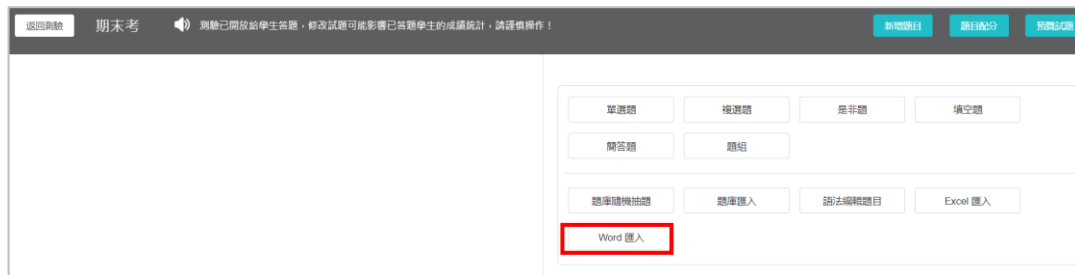 返回測驗 期末考 測驗已開放給學生答題，修改試題可能影響已答題學生的成績統計，請謹慎操作！ 新增題目 題目配分 預覽試題
單選題 複選題 是非題 填空題
簡答題 題組
題庫隨機抽題 題庫匯入 語法編輯題目 Excel 匯入
Word 匯入